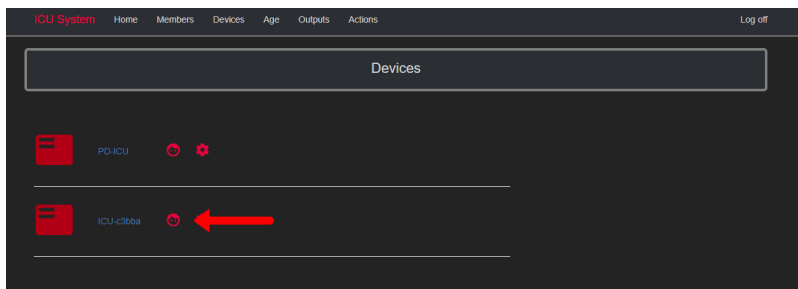 ICU System Home Members Devices Age Outputs Actions Log off
Devices
PD-ICU
ICU-c3bba